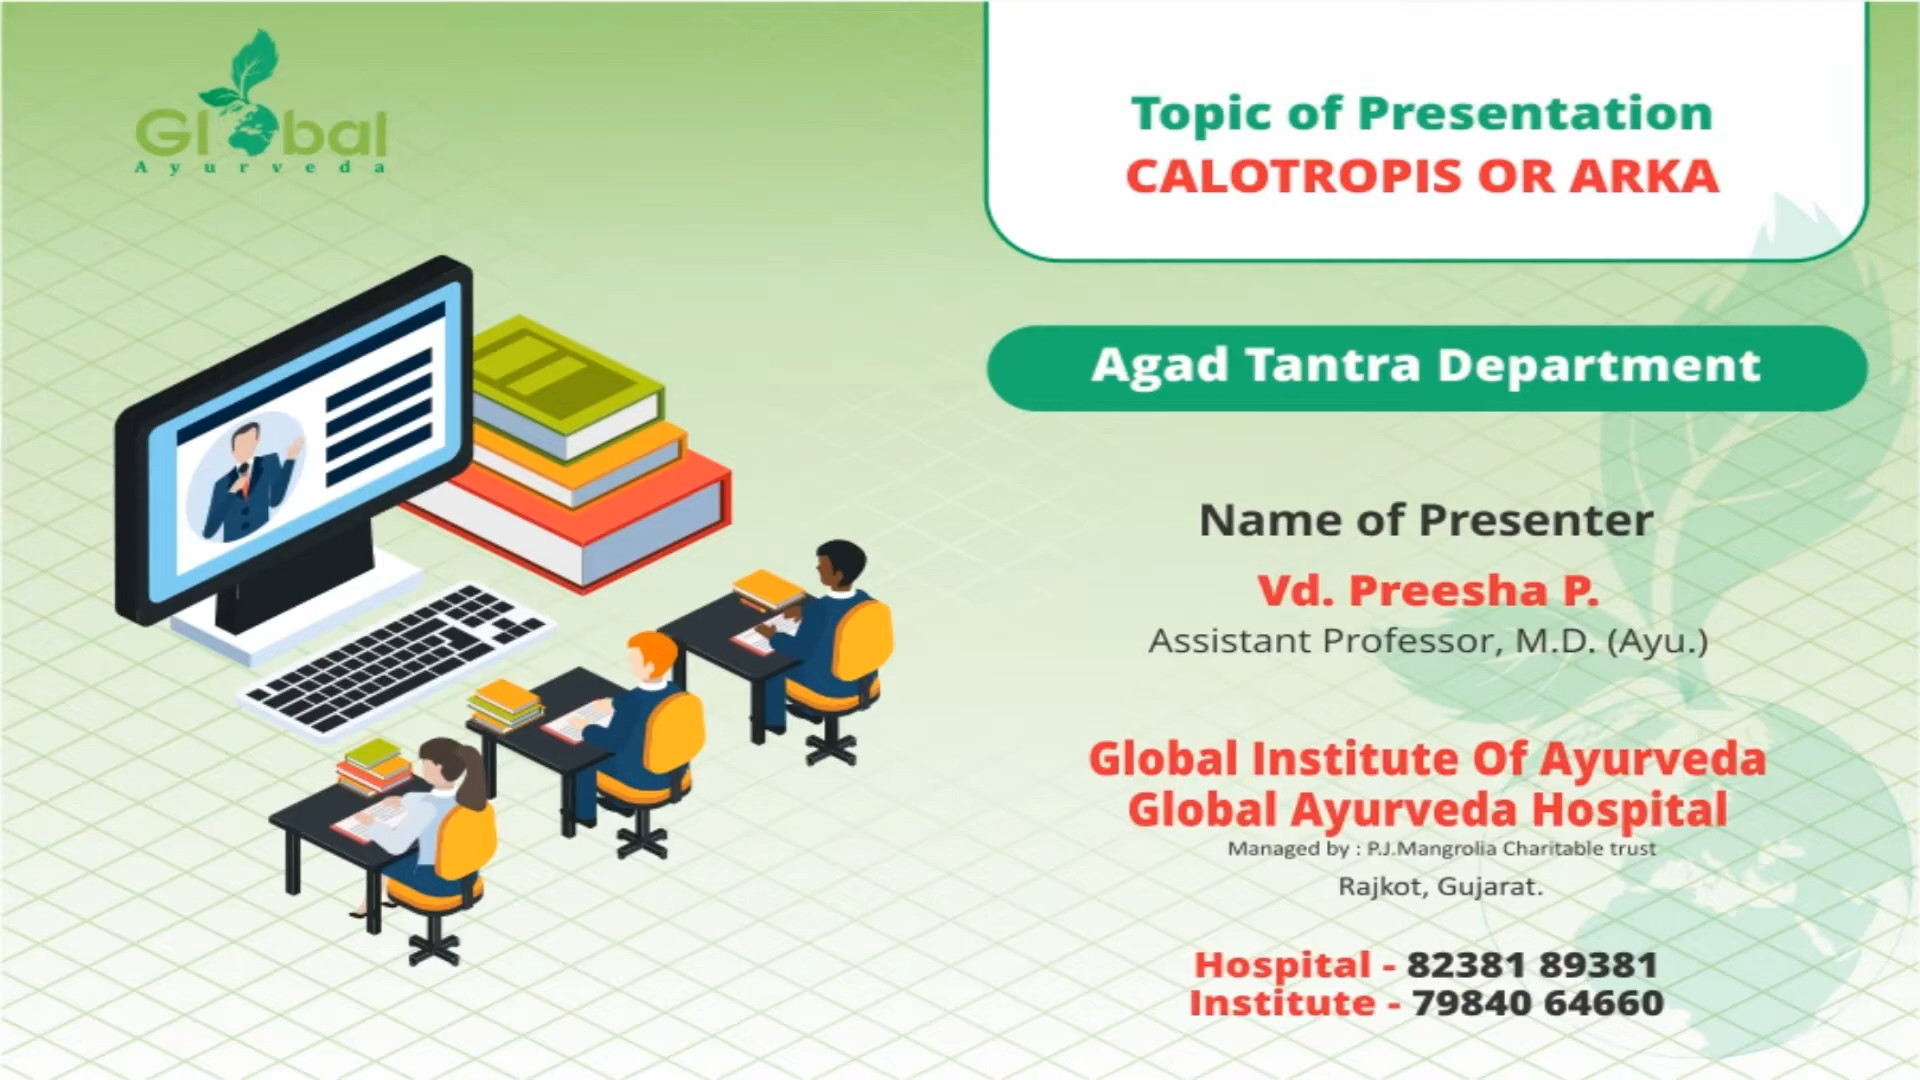 Global
Ayurveda
Topic of Presentation
CALOTROPIS OR ARKA
Agad Tantra Department
Name of Presenter
Vd. Preesha P.
Assistant Professor, M.D. (Ayu.)
Global Institute Of Ayurveda
Global Ayurveda Hospital
Managed by : P.J.Mangrolia Charitable trust
Rajkot, Gujarat.
Hospital - 82381 89381
Institute - 79840 64660